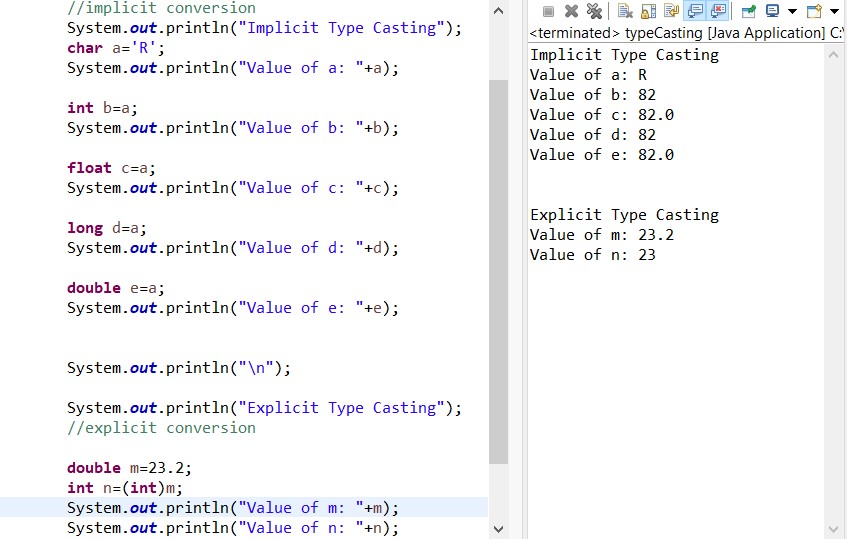 //implicit conversion
System.out.println("Implicit Type Casting");
char a='R';
System.out.println("Value of a: "+a);
int b=a;
System.out.println("Value of b: "+b);
float c=a;
System.out.println("Value of c: "+c);
long d=a;
System.out.println("Value of d: "+d);
double e=a;
System.out.println("Value of e: "+e);
System.out.println("\n");
System.out.println("Explicit Type Casting");
//explicit conversion
double m=23.2;
int n=(int)m;
System.out.println("Value of m: "+m);
System.out.println("Value of n: "+n);
<terminated> typeCasting [Java Application] C:\
Implicit Type Casting
Value of a: R
Value of b: 82
Value of c: 82.0
Value of d: 82
Value of e: 82.0
Explicit Type Casting
Value of m: 23.2
Value of n: 23